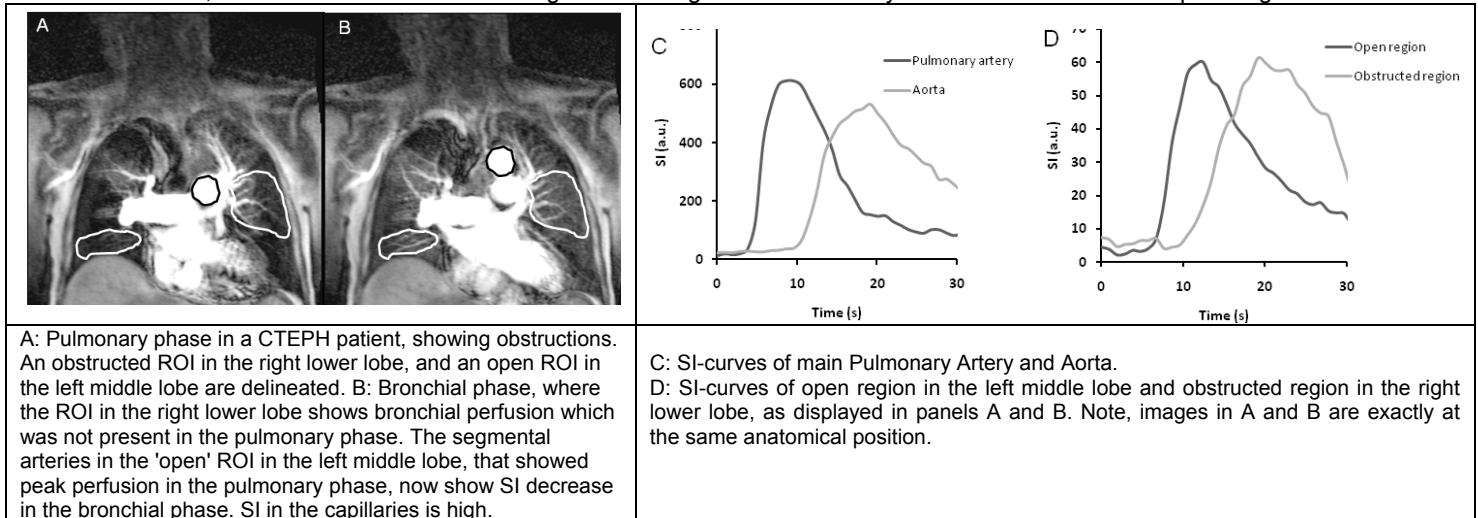 A
B
C
Pulmonary artery
Aorta
SI (a.u.)
600
400
200
0
0 10 20 30
Time (s)
D
Open region
Obstructed region
SI (a.u.)
60
50
40
30
20
10
0
0 10 20 30
Time (s)
A: Pulmonary phase in a CTEPH patient, showing obstructions.
An obstructed ROI in the right lower lobe, and an open ROI in
the left middle lobe are delineated. B: Bronchial phase, where
the ROI in the right lower lobe shows bronchial perfusion which
was not present in the pulmonary phase. The segmental
arteries in the 'open' ROI in the left middle lobe, that showed
peak perfusion in the pulmonary phase, now show SI decrease
in the bronchial phase. SI in the capillaries is high.
C: SI-curves of main Pulmonary Artery and Aorta.
D: SI-curves of open region in the left middle lobe and obstructed region in the right
lower lobe, as displayed in panels A and B. Note, images in A and B are exactly at
the same anatomical position.